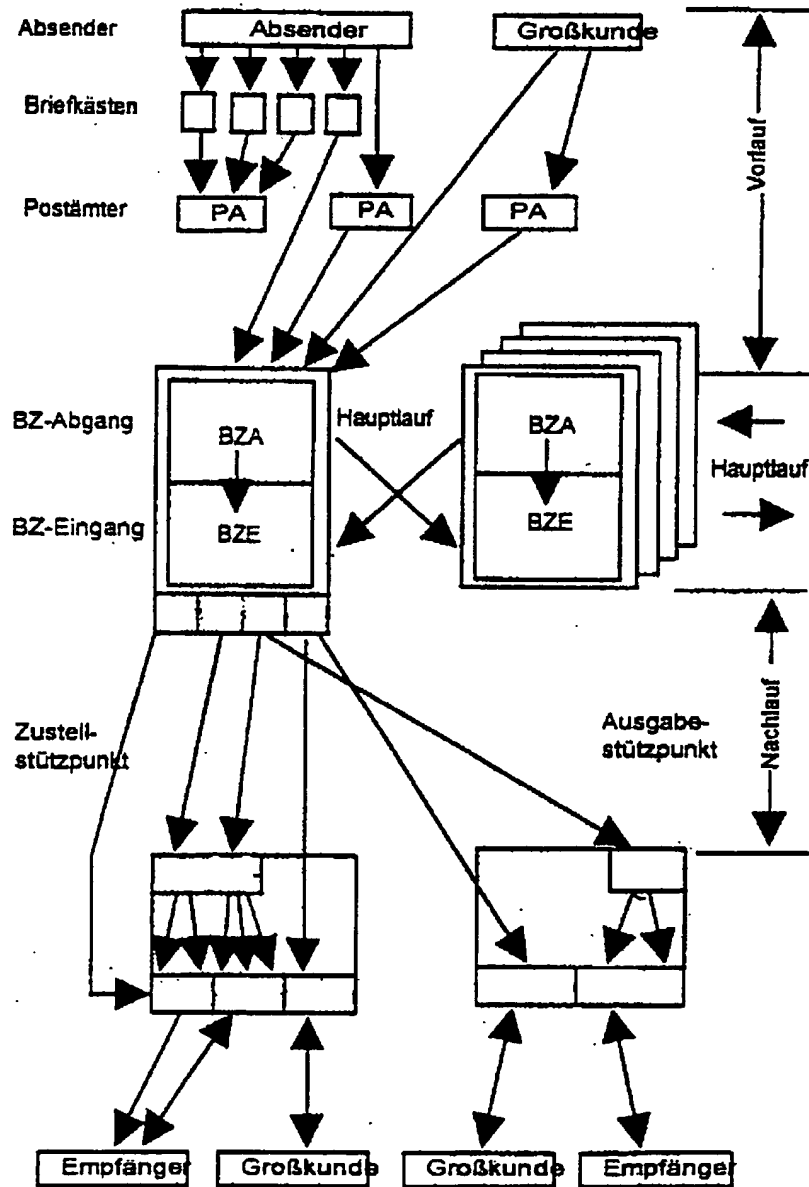 Absender
Absender
Großkunde
Briefkästen
Vorlauf
Postämter
PA
PA
PA
BZ-Abgang
BZA
Hauptlauf
BZA
Hauptlauf
BZ-Eingang
BZE
BZE
Zustell-
stützpunkt
Ausgabe-
stützpunkt
Nachlauf
Empfänger
Großkunde
Großkunde
Empfänger